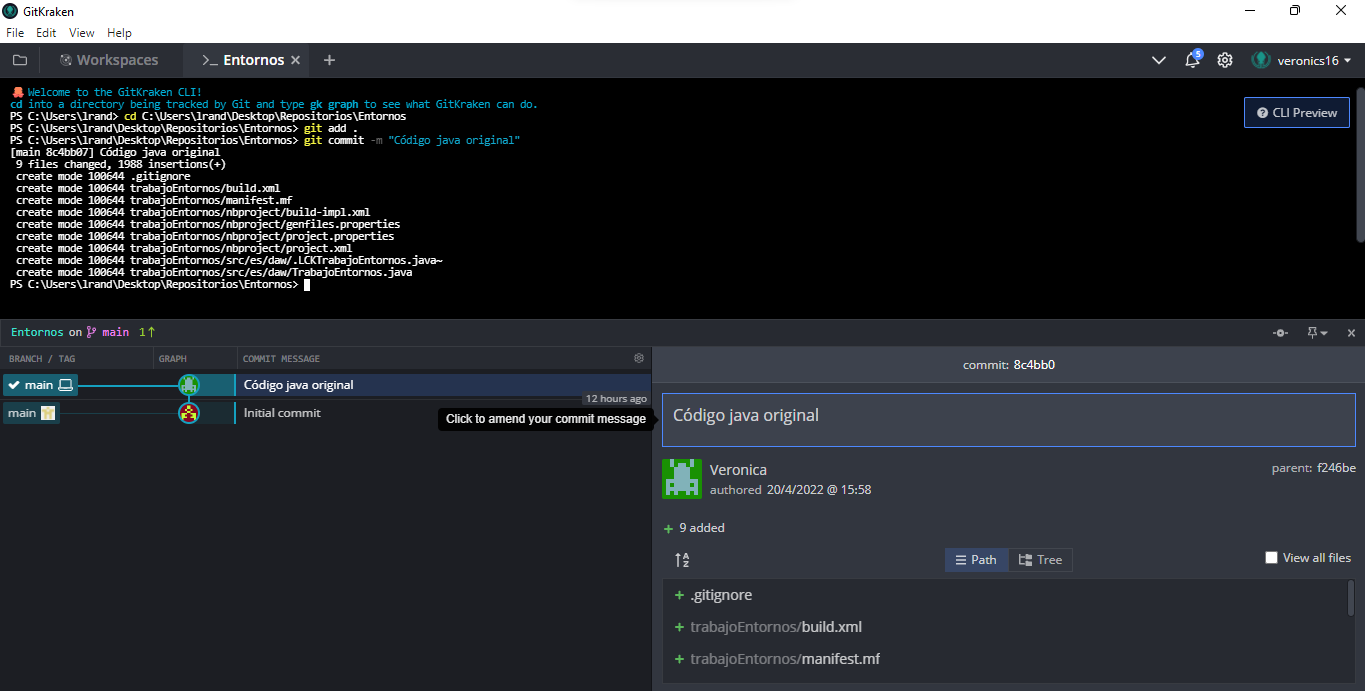 GitKraken
File Edit View Help
Workspaces
>_ Entornos × +
5
veronics16
Welcome to the GitKraken CLI!
cd into a directory being tracked by Git and type gk graph to see what GitKraken can do.
PS C:\Users\lrand> cd C:\Users\lrand\Desktop\Repositorios\Entornos
PS C:\Users\lrand\Desktop\Repositorios\Entornos> git add .
PS C:\Users\lrand\Desktop\Repositorios\Entornos> git commit -m "Código java original"
[main 8c4bb07] Código java original
9 files changed, 1988 insertions(+)
create mode 100644 .gitignore
create mode 100644 trabajoEntornos/build.xml
create mode 100644 trabajoEntornos/manifest.mf
create mode 100644 trabajoEntornos/nbproject/build-impl.xml
create mode 100644 trabajoEntornos/nbproject/genfiles.properties
create mode 100644 trabajoEntornos/nbproject/project.properties
create mode 100644 trabajoEntornos/nbproject/project.xml
create mode 100644 trabajoEntornos/src/es/daw/.LCKTrabajoEntornos.java~
create mode 100644 trabajoEntornos/src/es/daw/TrabajoEntornos.java
PS C:\Users\lrand\Desktop\Repositorios\Entornos>
CLI Preview
Entornos on main 1↑
BRANCH / TAG GRAPH COMMIT MESSAGE
main
Código java original
12 hours ago
main
Initial commit
Click to amend your commit message
commit: 8c4bb0
Código java original
Veronica
authored 20/4/2022 @ 15:58
parent: f246be
+ 9 added
Path
Tree
View all files
+ .gitignore
+ trabajoEntornos/build.xml
+ trabajoEntornos/manifest.mf